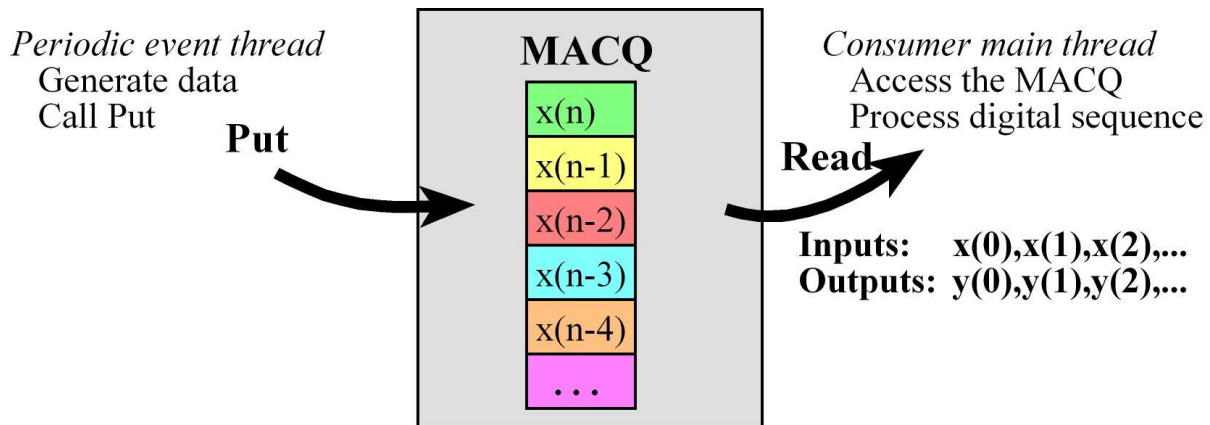 Periodic event thread
Generate data
Call Put
Put
MACQ
x(n)
x(n-1)
x(n-2)
x(n-3)
x(n-4)
...
Consumer main thread
Access the MACQ
Process digital sequence
Read
Inputs: x(0),x(1),x(2),...
Outputs: y(0),y(1),y(2),...